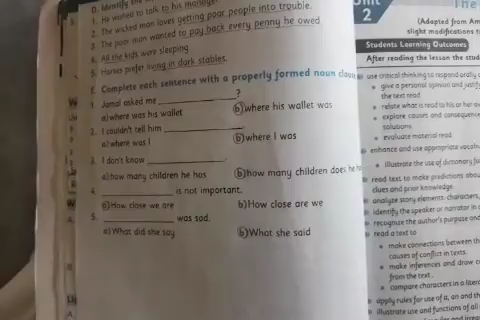 D. Identify the
1. He wanted to talk to his manager.
2. The wicked man loves getting poor people into trouble.
3. The poor man wanted to pay back every penny he owed
4. All the kids were sleeping
5. Horses prefer living in dark stables.
E. Complete each sentence with a properly formed noun clause
1. Jamal asked me ?
a) where was his wallet b) where his wallet was
2. I couldn't tell him
a) where was I b) where I was
3. I don't know
a) how many children he has b) how many children does he
4. is not important.
b) How close we are b) How close are we
5. was sad.
a) What did she say b) What she said
Unit
2
The
(Adapted from Am
slight modifications t
Students Learning Outcomes
After reading the lesson the stud
use critical thinking to respond orally
give a personal opinion and justify
the text read
relate what is read to his or her
explore causes and consequence
solutions.
evaluate material read
enhance and use appropriate vocabu
illustrate the use of dictionary
read text to make predictions abou
clues and prior knowledge
analyze story elements: characters,
identify the speaker or narrator in
recognize the author's purpose and
read a text to
make connections between th
causes of conflict in texts.
make inferences and draw
from the text.
compare characters in a liter
apply rules for use of a, an and th
illustrate use and functions of all